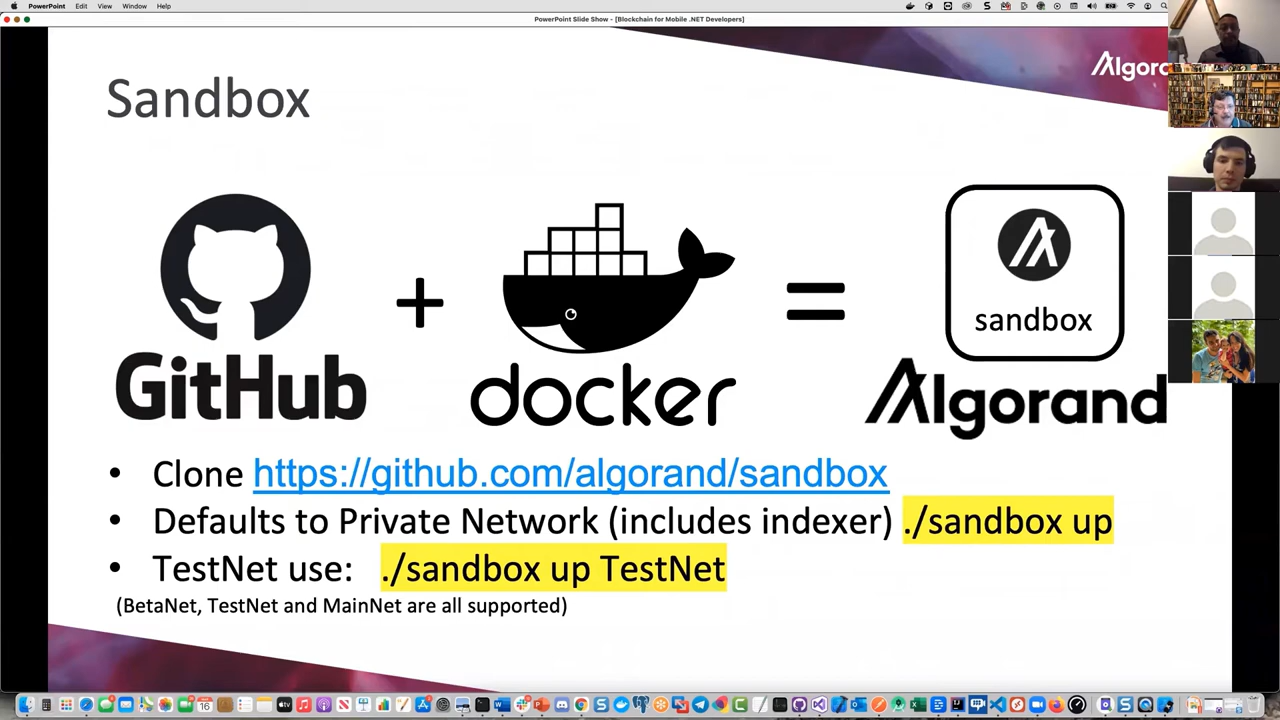 PowerPoint Edit View Window Help
PowerPoint Slide Show - [Blockchain for Mobile .NET Developers]
Sandbox
Algora
GitHub
+
docker
=
sandbox
Algorand
• Clone https://github.com/algorand/sandbox
• Defaults to Private Network (includes indexer) ./sandbox up
• TestNet use: ./sandbox up TestNet
(BetaNet, TestNet and MainNet are all supported)